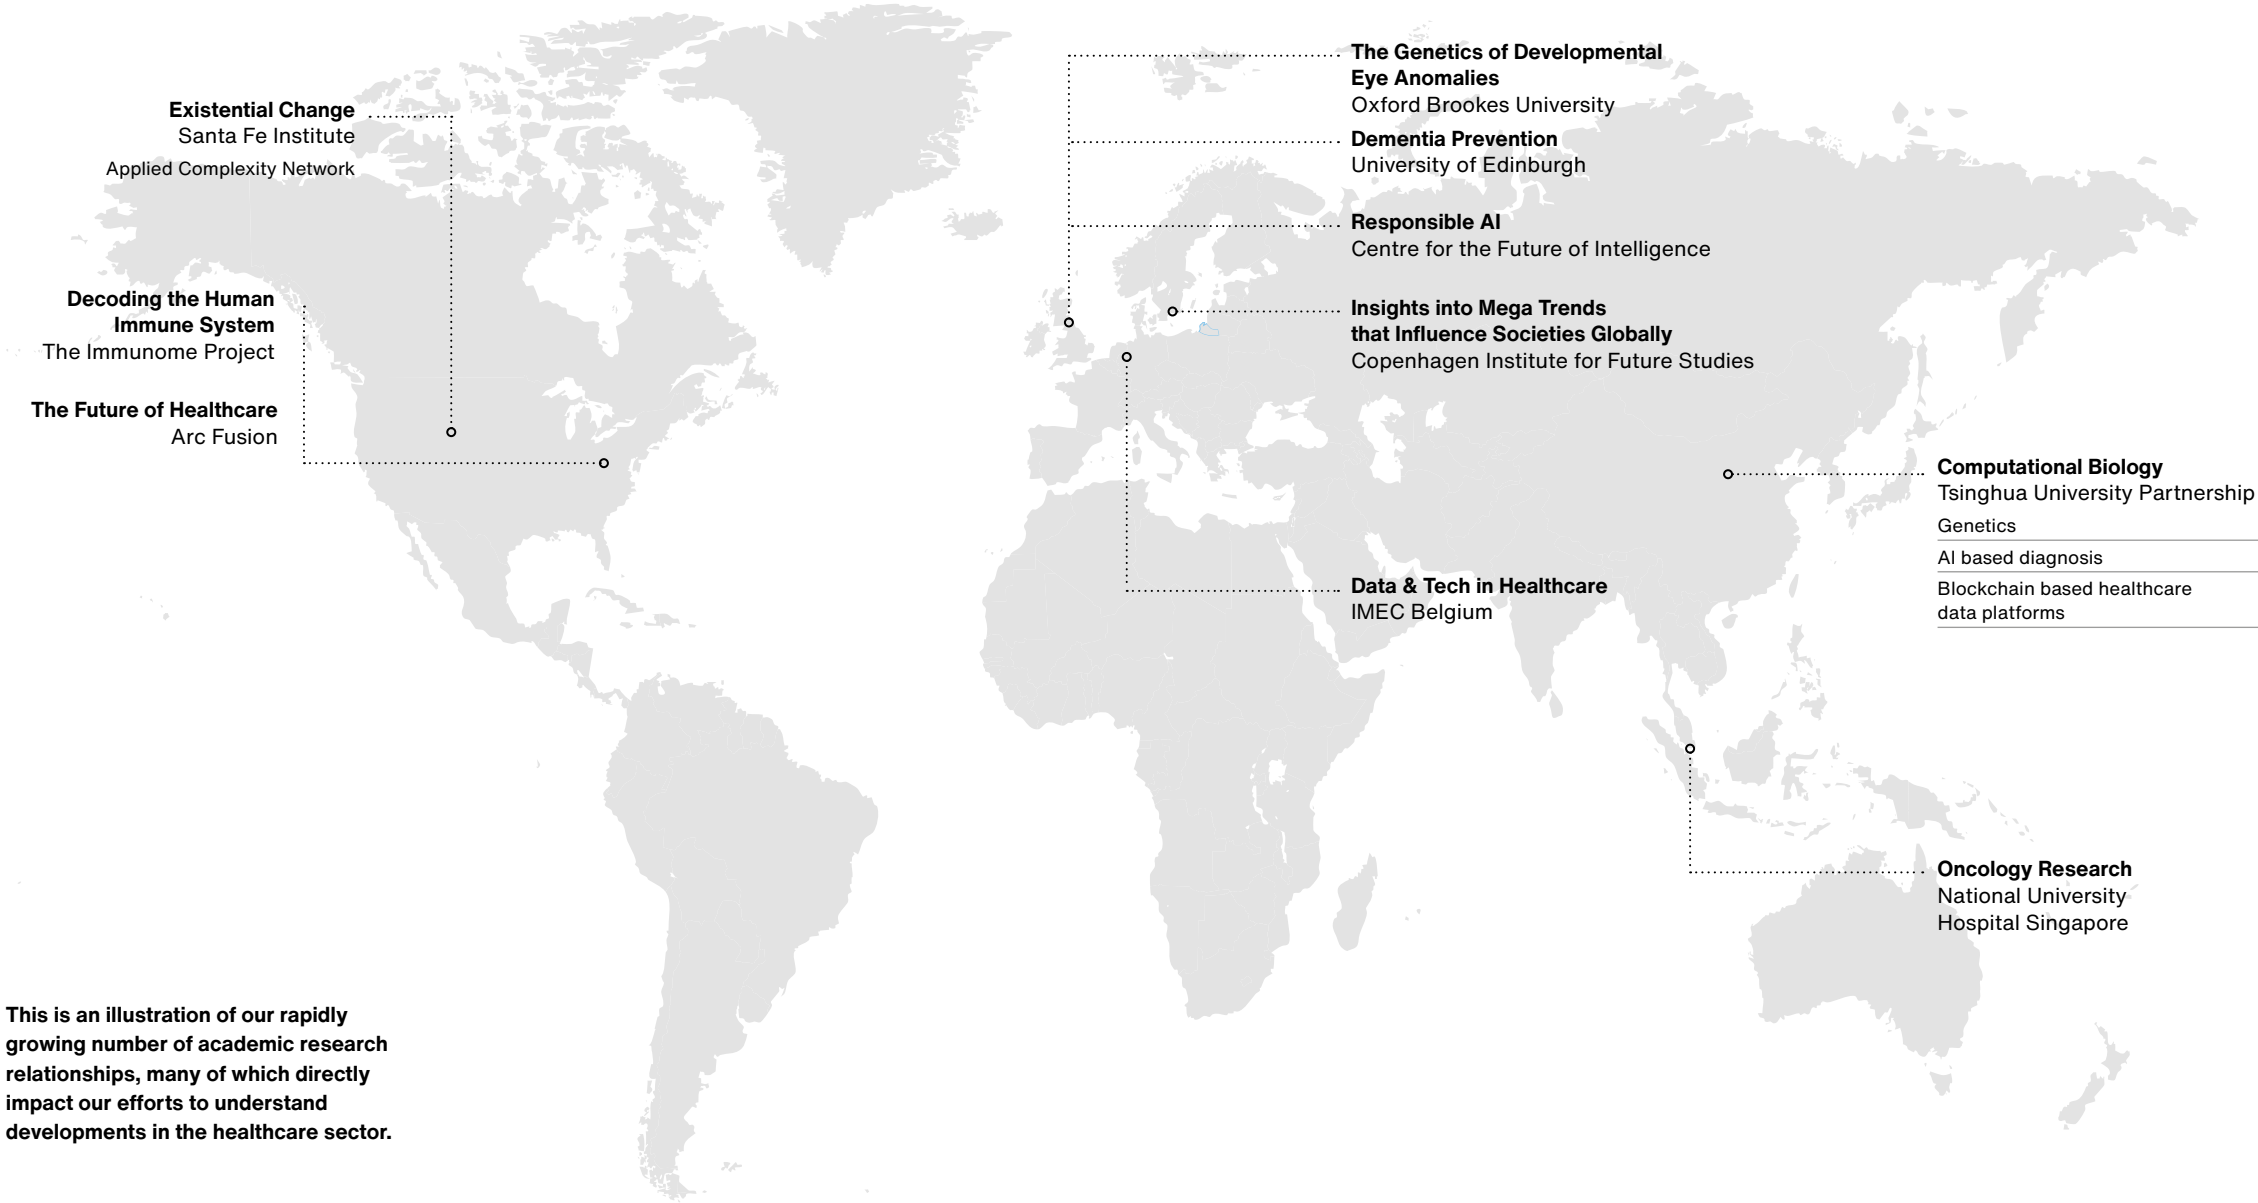 Existential Change
Santa Fe Institute
Applied Complexity Network
Decoding the Human
Immune System
The Immunome Project
The Future of Healthcare
Arc Fusion
The Genetics of Developmental
Eye Anomalies
Oxford Brookes University
Dementia Prevention
University of Edinburgh
Responsible AI
Centre for the Future of Intelligence
Insights into Mega Trends
that Influence Societies Globally
Copenhagen Institute for Future Studies
Data & Tech in Healthcare
IMEC Belgium
Computational Biology
Tsinghua University Partnership
Genetics
AI based diagnosis
Blockchain based healthcare
data platforms
Oncology Research
National University
Hospital Singapore
This is an illustration of our rapidly
growing number of academic research
relationships, many of which directly
impact our efforts to understand
developments in the healthcare sector.